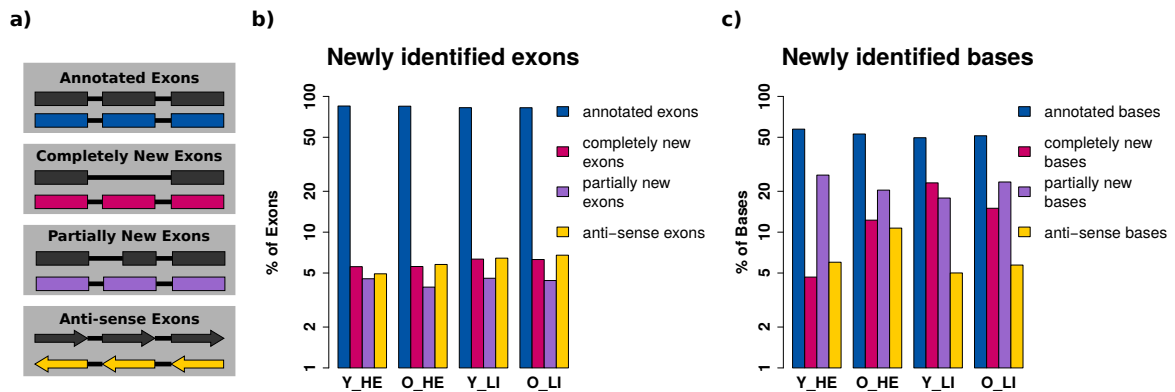 a)
Annotated Exons
Completely New Exons
Partially New Exons
Anti-sense Exons
b)
Newly identified exons
% of Exons
100
50
20
10
5
2
1
Y_HE
O_HE
Y_LI
O_LI
annotated exons
completely new
exons
partially new
exons
anti−sense exons
c)
Newly identified bases
% of Bases
100
50
20
10
5
2
1
Y_HE
O_HE
Y_LI
O_LI
annotated bases
completely new
bases
partially new
bases
anti−sense bases